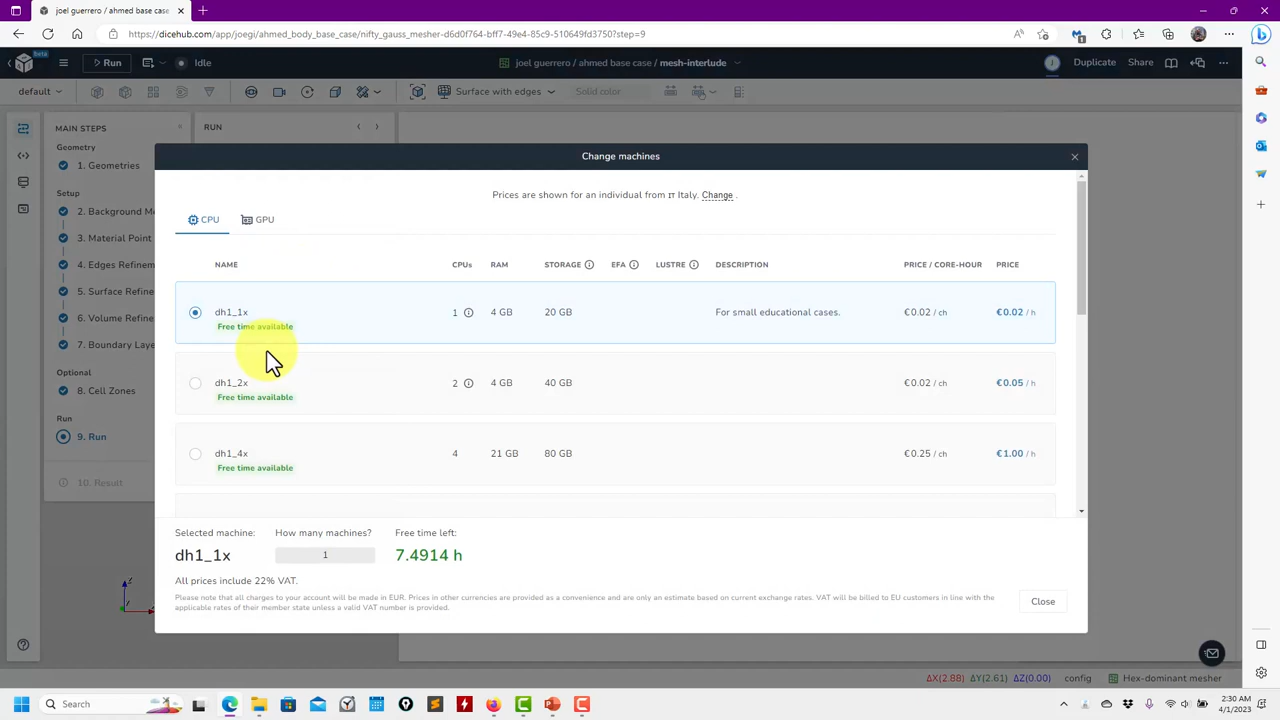 joel guerrero / ahmed base case
https://dicehub.com/app/joegi/ahmed_body_base_case/nifty_gauss_mesher-d6d0f764-bff7-49e4-85c9-510649fd3750?step=9
Beta
Run
Idle
joel guerrero / ahmed base case / mesh-interlude
Duplicate
Share
default
Surface with edges
Solid color
MAIN STEPS
RUN
Geometry
1. Geometries
Setup
2. Background M
3. Material Point
4. Edges Refinem
5. Surface Refin
6. Volume Refin
7. Boundary Lay
Optional
8. Cell Zones
Run
9. Run
10. Result
Change machines
Prices are shown for an individual from IT Italy. Change .
CPU
GPU
NAME
CPUs
RAM
STORAGE
EFA
LUSTRE
DESCRIPTION
PRICE / CORE-HOUR
PRICE
dh1_1x
Free time available
1
4 GB
20 GB
For small educational cases.
€0.02 / ch
€0.02 / h
dh1_2x
Free time available
2
4 GB
40 GB
€0.02 / ch
€0.05 / h
dh1_4x
Free time available
4
21 GB
80 GB
€0.25 / ch
€1.00 / h
Selected machine:
How many machines?
Free time left:
dh1_1x
1
7.4914 h
All prices include 22% VAT.
Please note that all charges to your account will be made in EUR. Prices in other currencies are provided as a convenience and are only an estimate based on current exchange rates. VAT will be billed to EU customers in line with the
applicable rates of their member state unless a valid VAT number is provided.
Close
ΔX(2.88)
ΔY(2.61)
ΔZ(0.00)
config
Hex-dominant mesher
Search
2:30 AM
4/1/2023